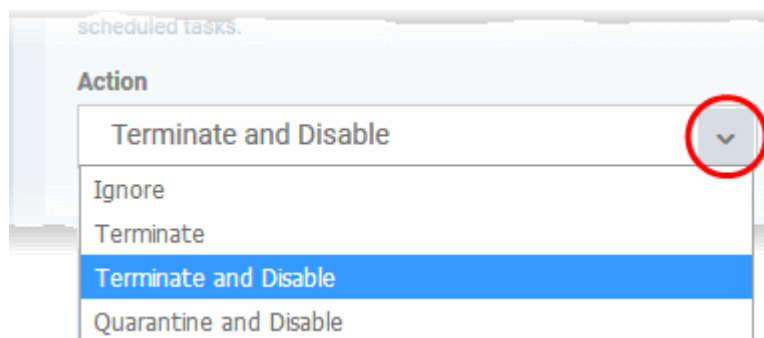 scheduled tasks.
Action
Terminate and Disable
Ignore
Terminate
Terminate and Disable
Quarantine and Disable